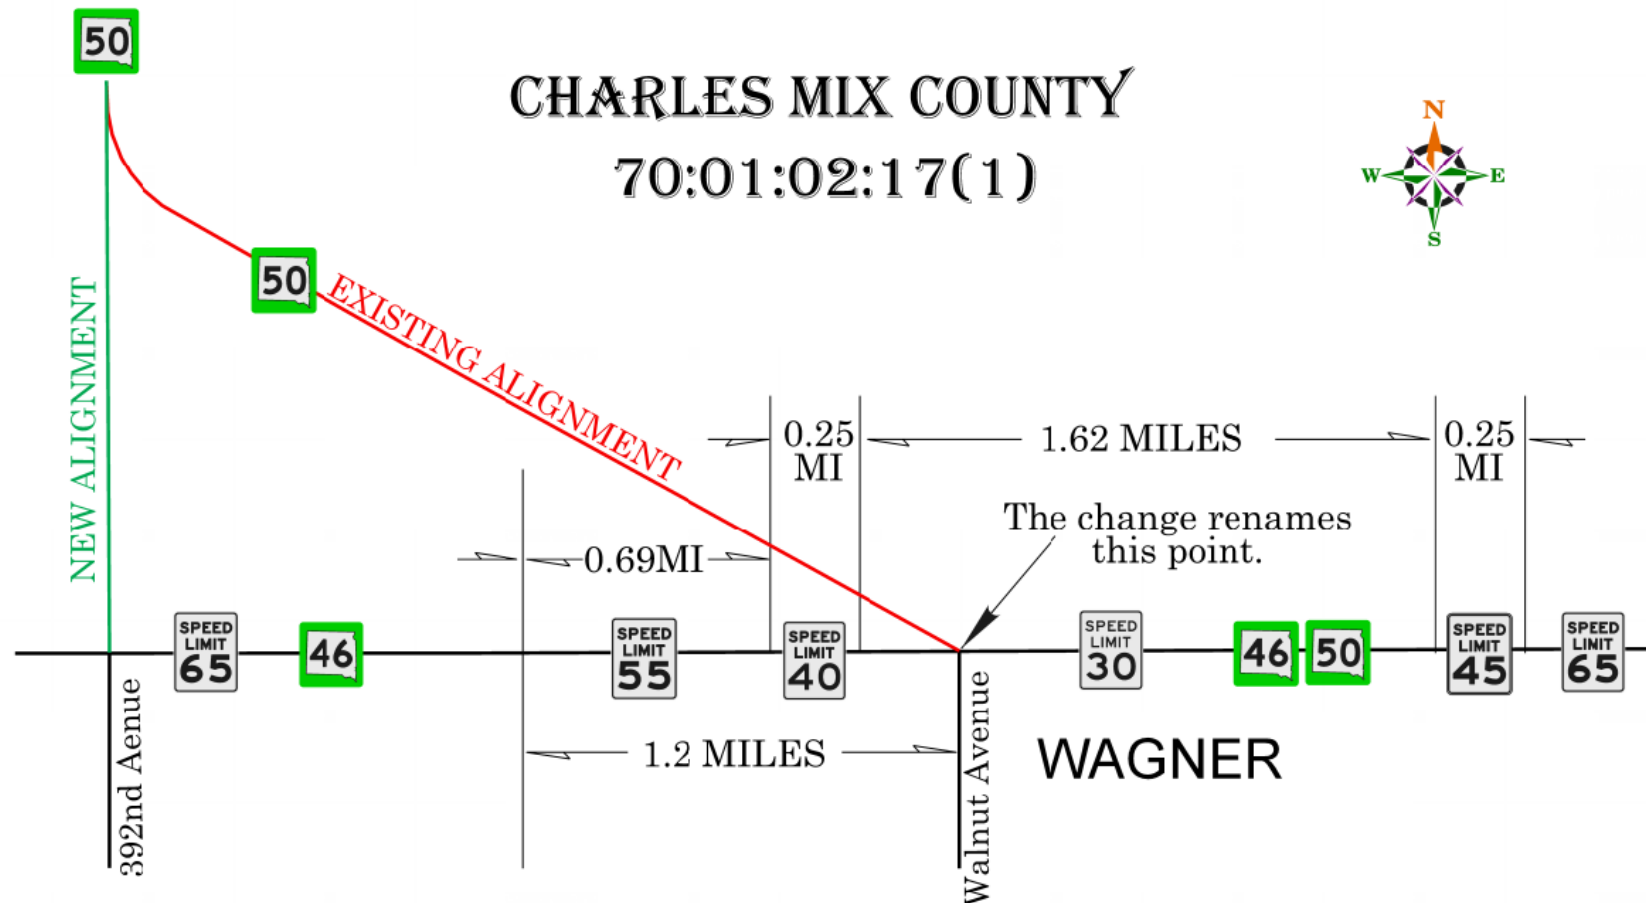 50
CHARLES MIX COUNTY
70:01:02:17(1)
N
W
E
S
50
EXISTING ALIGNMENT
NEW ALIGNMENT
0.25
MI
1.62 MILES
0.25
MI
The change renames
this point.
0.69MI
SPEED
LIMIT
65
46
SPEED
LIMIT
55
SPEED
LIMIT
40
SPEED
LIMIT
30
46
50
SPEED
LIMIT
45
SPEED
LIMIT
65
392nd Aenue
1.2 MILES
Walnut Avenue
WAGNER